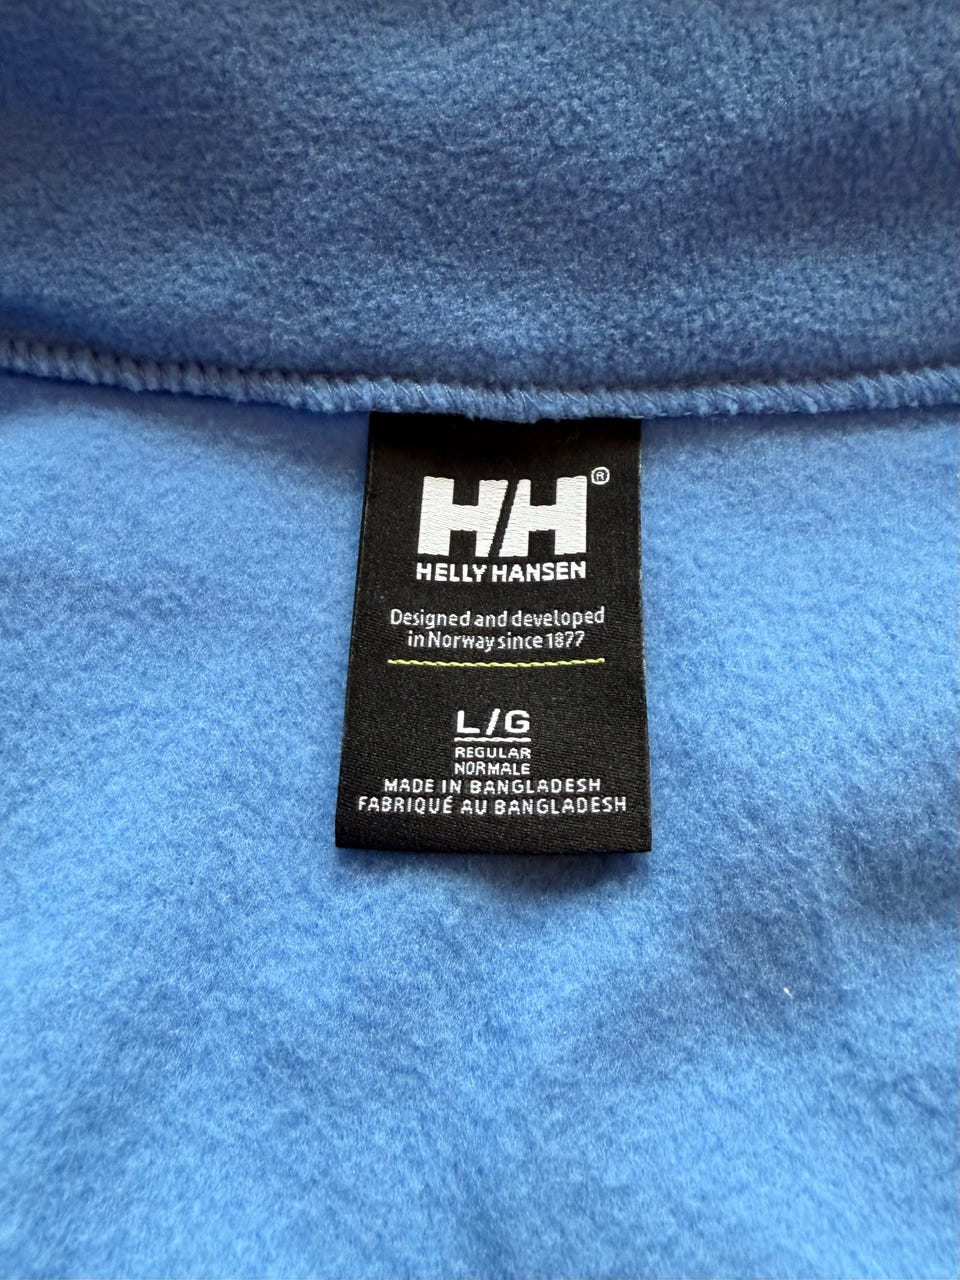 HH®
HELLY HANSEN
Designed and developed
in Norway since 1877
L/G
REGULAR
NORMALE
MADE IN BANGLADESH
FABRIQUÉ AU BANGLADESH